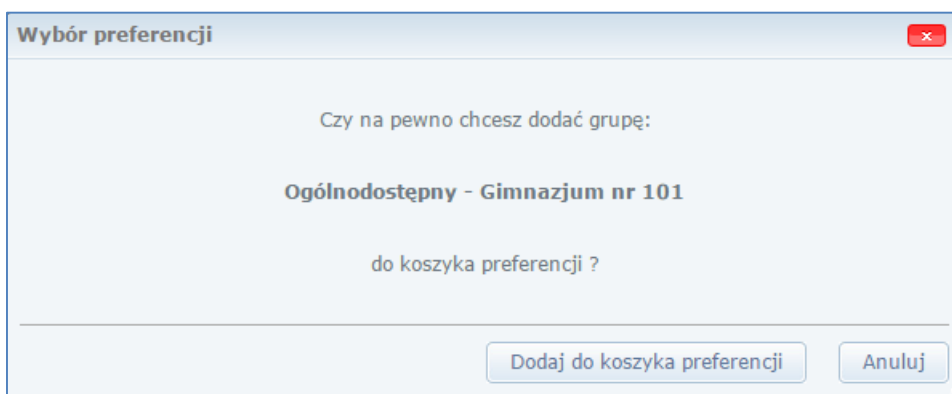 Wybór preferencji
x
Czy na pewno chcesz dodać grupę:
Ogólnodostępny - Gimnazjum nr 101
do koszyka preferencji ?
Dodaj do koszyka preferencji Anuluj